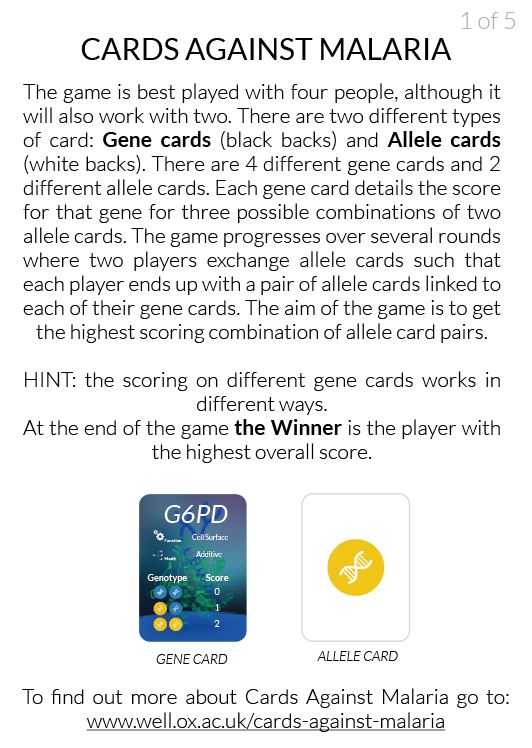 1 of 5
CARDS AGAINST MALARIA
The game is best played with four people, although it
will also work with two. There are two different types
of card: Gene cards (black backs) and Allele cards
(white backs). There are 4 different gene cards and 2
different allele cards. Each gene card details the score
for that gene for three possible combinations of two
allele cards. The game progresses over several rounds
where two players exchange allele cards such that
each player ends up with a pair of allele cards linked to
each of their gene cards. The aim of the game is to get
the highest scoring combination of allele card pairs.
HINT: the scoring on different gene cards works in
different ways.
At the end of the game the Winner is the player with
the highest overall score.
G6PD
Function Cell Surface
Mode Additive
Genotype Score
0
1
2
GENE CARD
ALLELE CARD
To find out more about Cards Against Malaria go to:
www.well.ox.ac.uk/cards-against-malaria